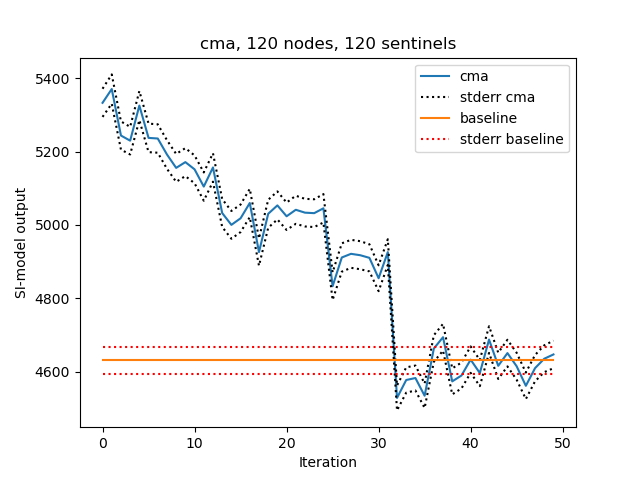 cma, 120 nodes, 120 sentinels
5400
5200
5000
4800
4600
SI-model output
cma
stderr cma
baseline
stderr baseline
0
10
20
30
40
50
Iteration